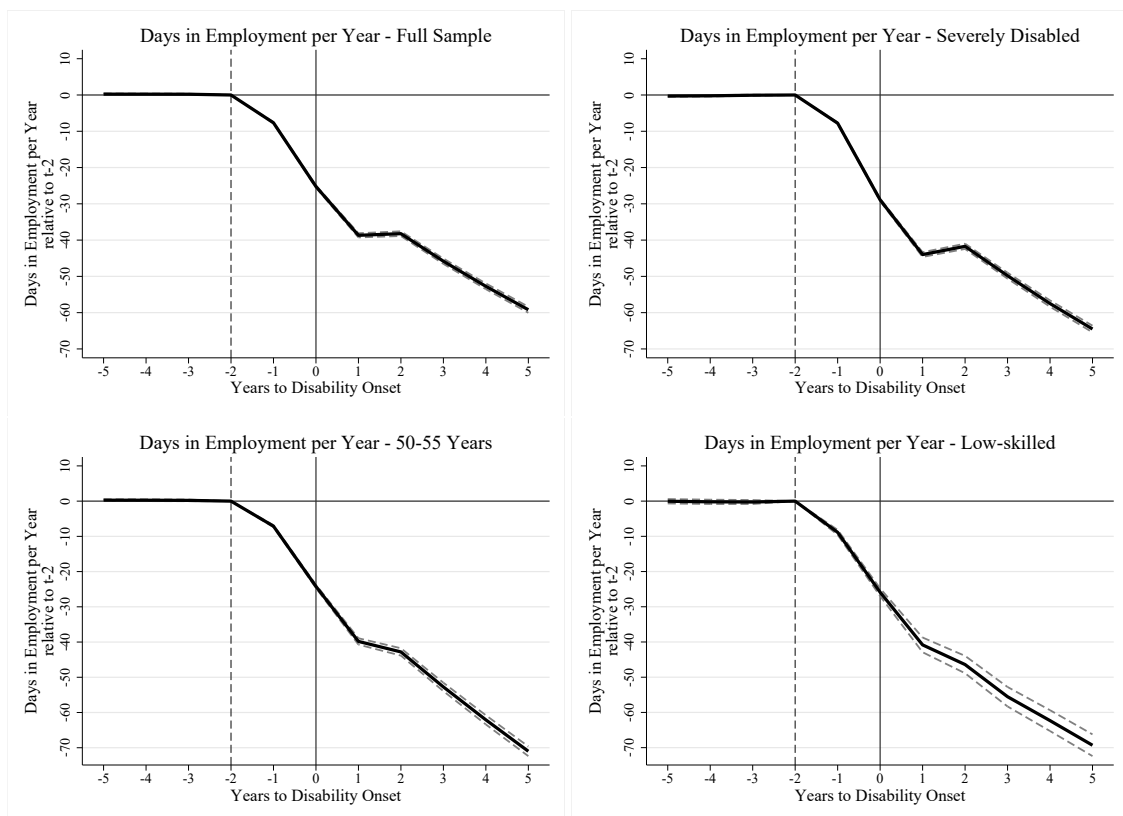 Days in Employment per Year - Full Sample
Days in Employment per Year
relative to t-2
10
0
-10
-20
-30
-40
-50
-60
-70
-5 -4 -3 -2 -1 0 1 2 3 4 5
Years to Disability Onset
Days in Employment per Year - Severely Disabled
Days in Employment per Year
relative to t-2
10
0
-10
-20
-30
-40
-50
-60
-70
-5 -4 -3 -2 -1 0 1 2 3 4 5
Years to Disability Onset
Days in Employment per Year - 50-55 Years
Days in Employment per Year
relative to t-2
10
0
-10
-20
-30
-40
-50
-60
-70
-5 -4 -3 -2 -1 0 1 2 3 4 5
Years to Disability Onset
Days in Employment per Year - Low-skilled
Days in Employment per Year
relative to t-2
10
0
-10
-20
-30
-40
-50
-60
-70
-5 -4 -3 -2 -1 0 1 2 3 4 5
Years to Disability Onset